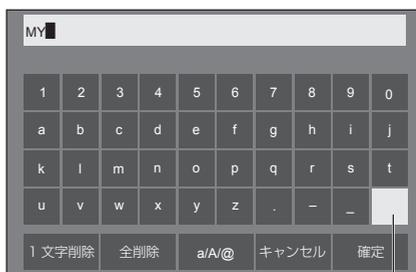 MY
1 2 3 4 5 6 7 8 9 0
a b c d e f g h i j
k l m n o p q r s t
u v w x y z . – _
1文字削除 全削除 a/A/@ キャンセル 確定